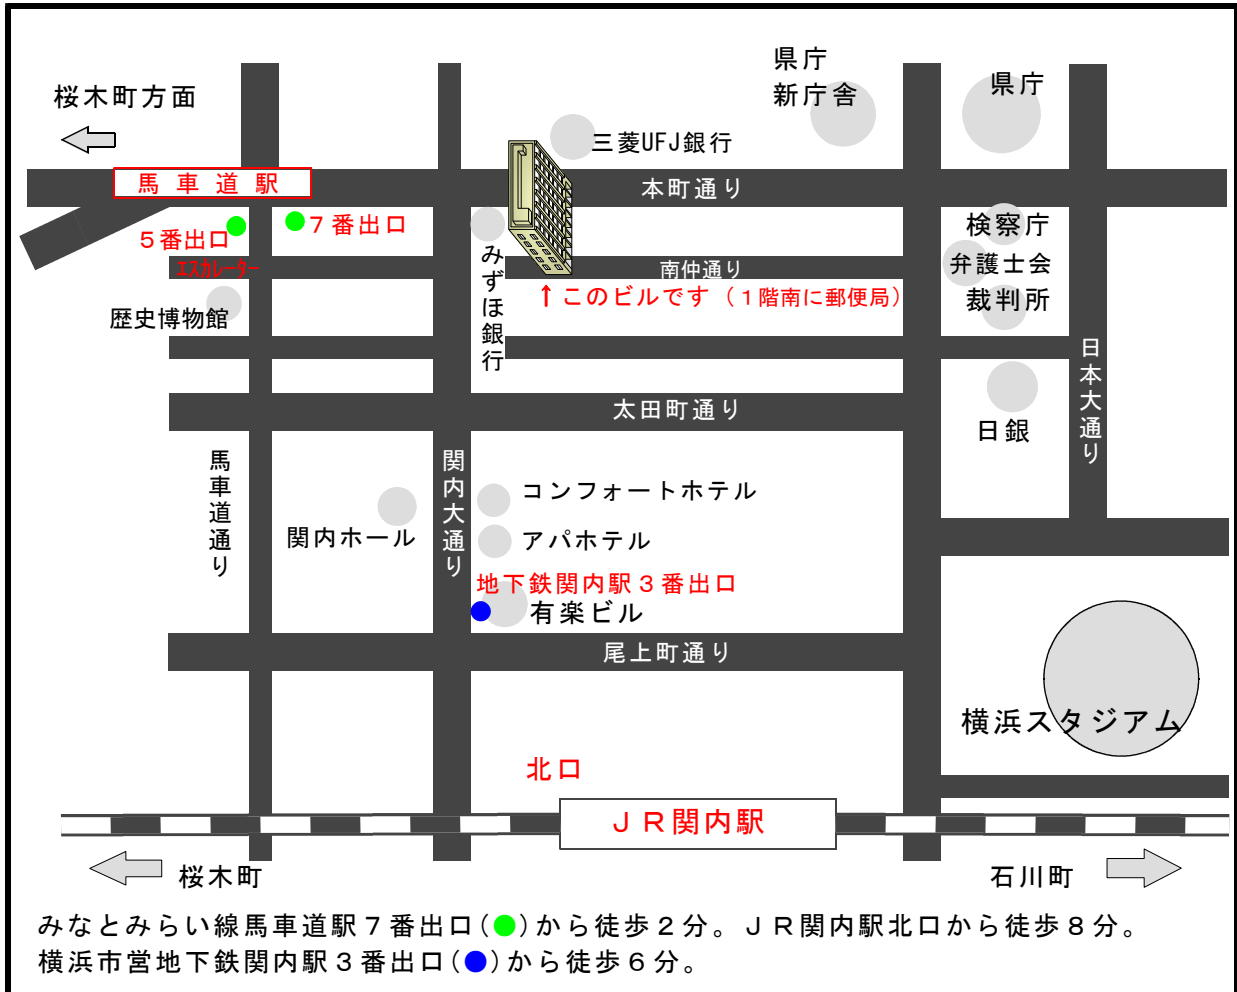 県庁
新庁舎
県庁
桜木町方面
三菱UFJ銀行
馬車道駅
本町通り
５番出口
７番出口
検察庁
エスカレーター
みずほ銀行
南仲通り
弁護士会
↑このビルです（１階南に郵便局）
裁判所
歴史博物館
日本大通り
太田町通り
日銀
馬車道通り
関内大通り
コンフォートホテル
関内ホール
アパホテル
地下鉄関内駅３番出口
有楽ビル
尾上町通り
横浜スタジアム
北口
ＪＲ関内駅
桜木町
石川町
みなとみらい線馬車道駅７番出口(●)から徒歩２分。ＪＲ関内駅北口から徒歩８分。
横浜市営地下鉄関内駅３番出口(●)から徒歩６分。